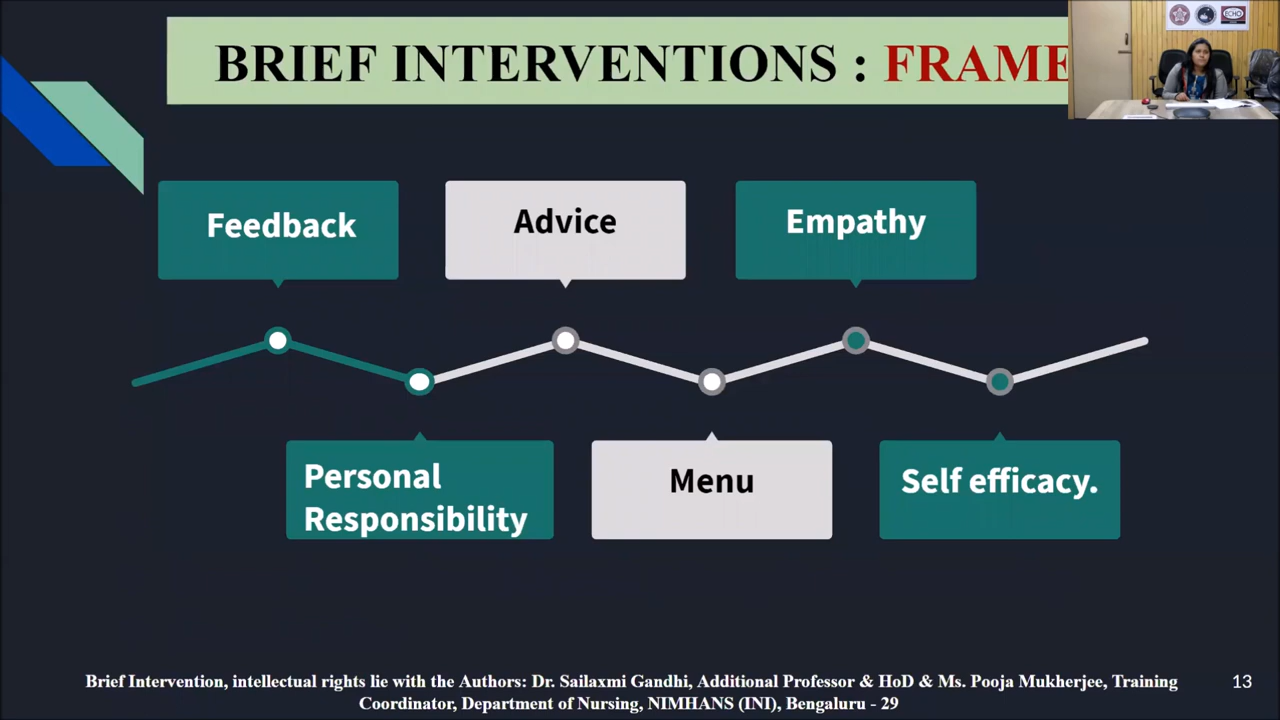 BRIEF INTERVENTIONS : FRAME
Feedback
Advice
Empathy
Personal
Responsibility
Menu
Self efficacy.
Brief Intervention, intellectual rights lie with the Authors: Dr. Sailaxmi Gandhi, Additional Professor & HoD & Ms. Pooja Mukherjee, Training
Coordinator, Department of Nursing, NIMHANS (INI), Bengaluru - 29
13